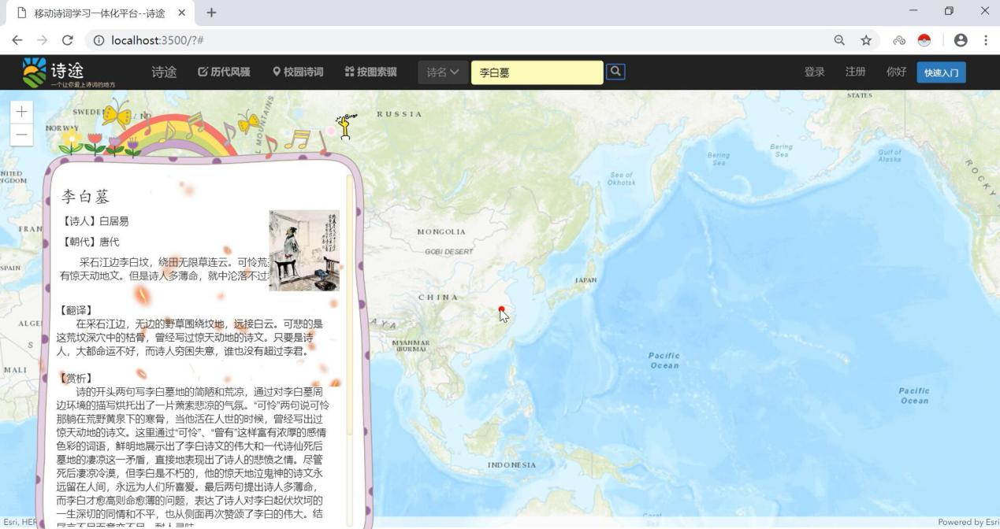 移动诗词学习一体化平台--诗途
localhost:3500/?#
诗途
一个让你爱上诗词的地方
诗途 历代风骚 校园诗词 按图索骥 诗名 李白墓 登录 注册 你好 快速入门
+
−
SWEDEN
NORWAY
RUSSIA
STATES
L MOUNTAINS
Bingo
Bering
Sea
Bering
Sea
Gulf of
Alaska
ROCKY
NITED
NGDOM
Sea of
Okhotsk
李白墓
【诗人】白居易
【朝代】唐代
采石江边李白坟，绕田无限草连云。可怜荒
有惊天动地文。但是诗人多薄命，就中沦落不过
FRAN
SPAIN
MONGOLIA
GOBI DESERT
JAPAN
CHINA
【翻译】
在采石江边，无边的野草围绕坟地，远接白云。可悲的是
这荒坟深穴中的枯骨，曾经写过惊天动地的诗文。只要是诗
人，大都命运不好，而诗人穷困失意，谁也没有超过李君。
ALGE
S
MALI
AYA
MYANMAR
(BURMA)
Pacific
Ocean
Pacific
Ocean
【赏析】
诗的开头两句写李白墓地的简陋和荒凉，通过对李白墓周
边环境的描写烘托出了一片萧索悲凉的气氛。“可怜”两句说可怜
那躺在荒野黄泉下的寒骨，当他活在人世的时候，曾经写出过
惊天动地的诗文。这里通过“可怜”、“曾有”这样富有浓厚的感情
色彩的词语，鲜明地展示出了李白诗文的伟大和一代诗仙死后
墓地的凄凉这一矛盾，直接地表现出了诗人的悲愤之情。尽管
死后凄凉冷漠，但李白是不朽的，他的惊天地泣鬼神的诗文永
远留在人间，永远为人们所喜爱。最后两句提出诗人多薄命，
而李白才愈高则命愈薄的问题，表达了诗人对李白起伏坎坷的
一生深切的同情和不平，也从侧面再次赞颂了李白的伟大。结
INDONESIA
Coral
Sea
Esri, HER
Powered by Esri